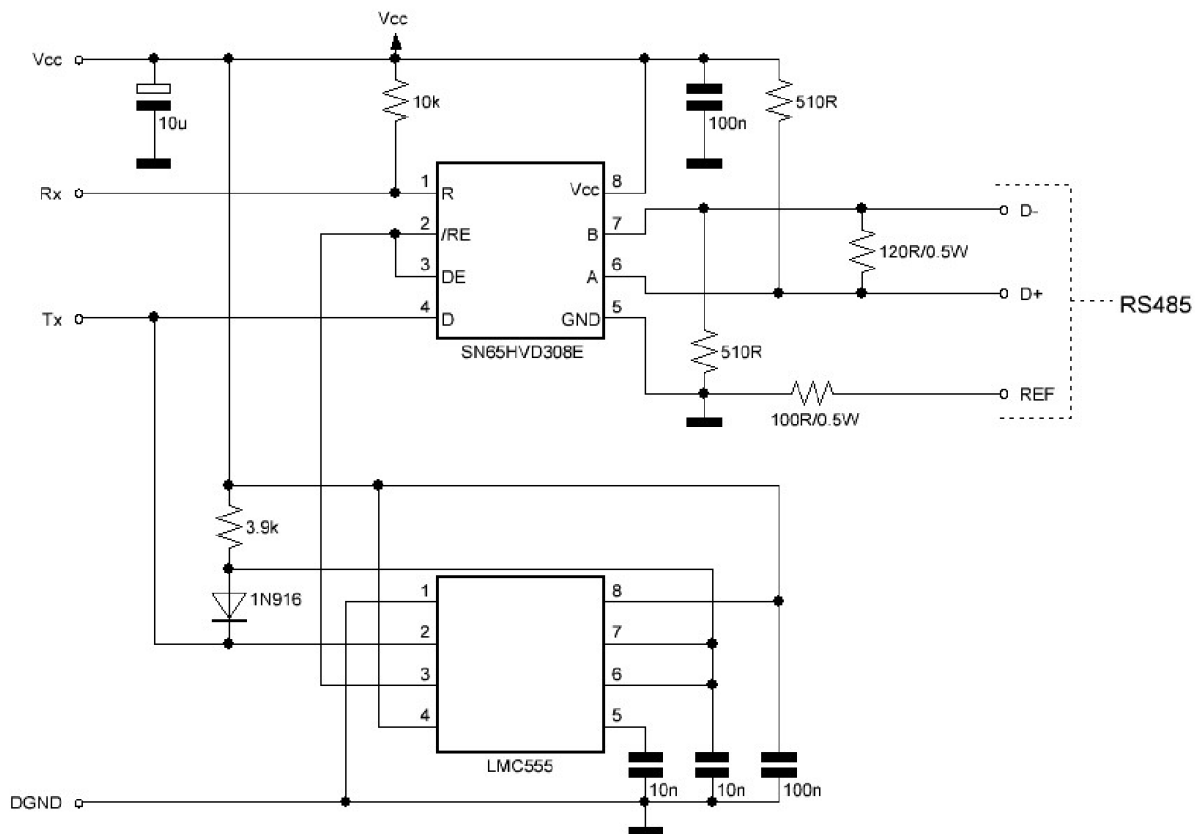 Vcc
Vcc
10u
10k
100n
510R
Rx
1 R
Vcc 8
2 /RE
B 7
D-
3 DE
A 6
120R/0.5W
D+
RS485
Tx
4 D
GND 5
SN65HVD308E
510R
100R/0.5W
REF
3.9k
1N916
1
8
2
7
3
6
4
5
LMC555
10n
10n
100n
DGND